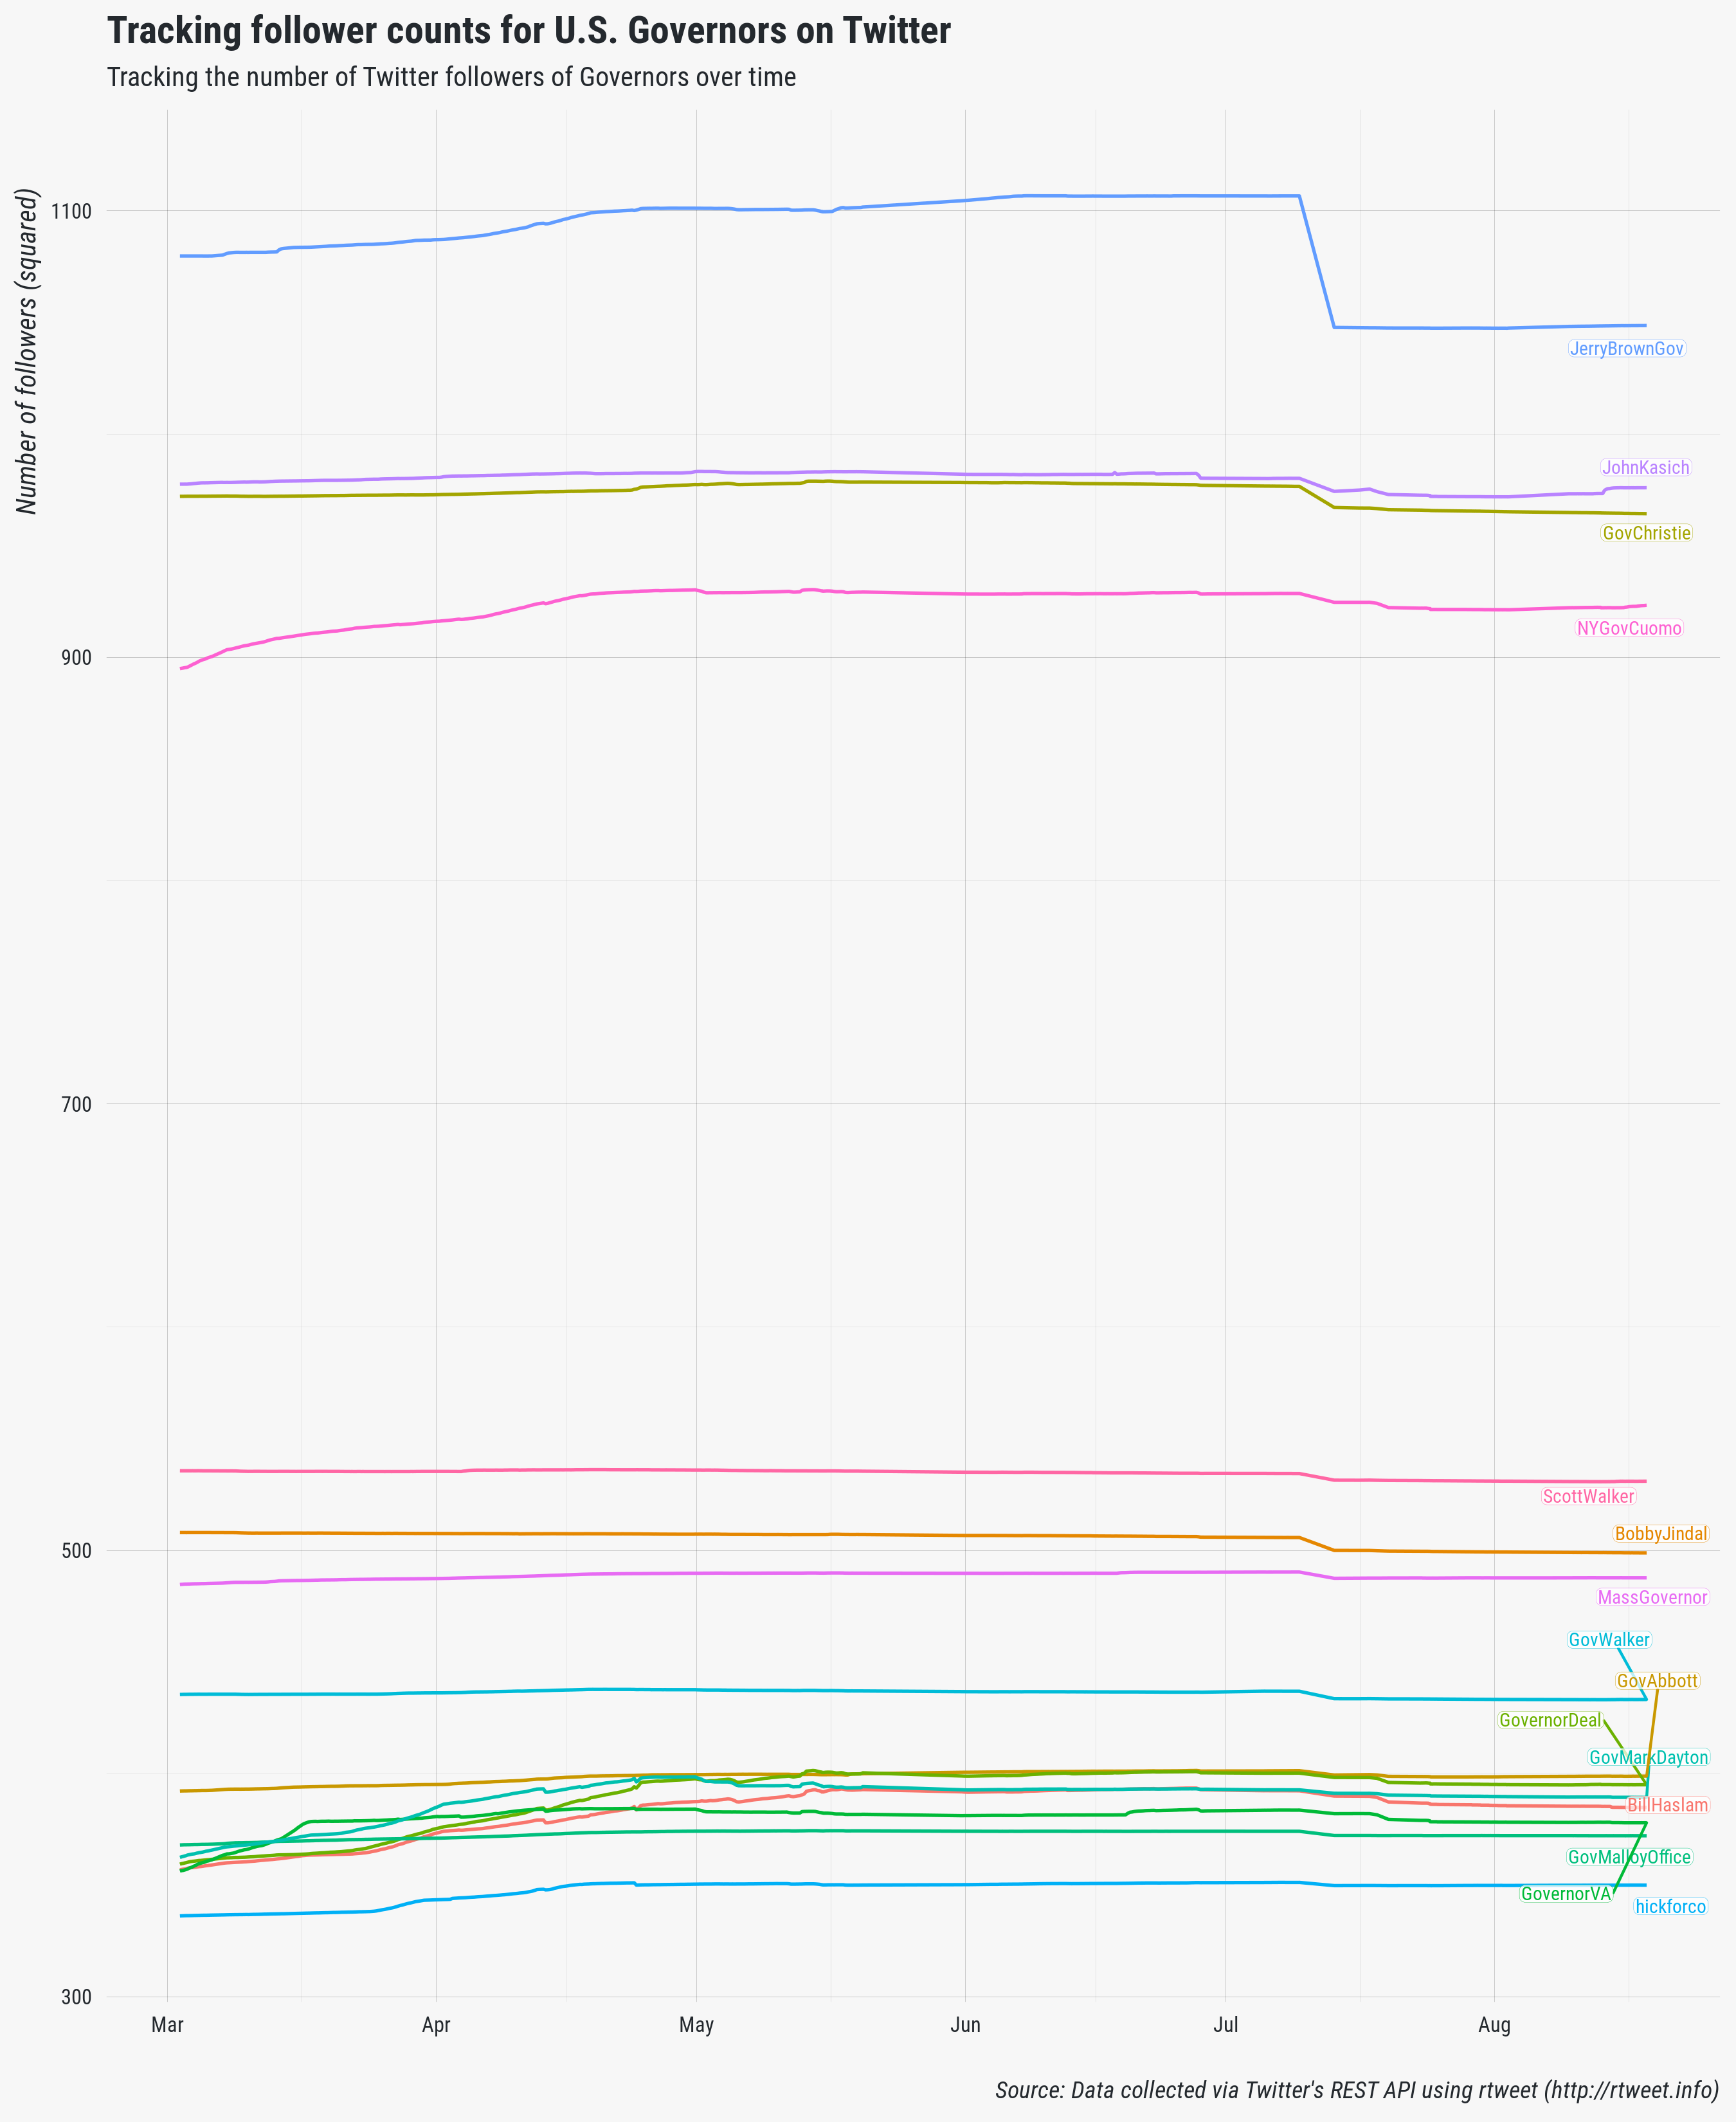 Tracking follower counts for U.S. Governors on Twitter
Tracking the number of Twitter followers of Governors over time
Number of followers (squared)
1100
JerryBrownGov
JohnKasich
GovChristie
NYGovCuomo
900
700
ScottWalker
BobbyJindal
500
MassGovernor
GovWalker
GovAbbott
GovernorDeal
GovMarkDayton
BillHaslam
GovMalloyOffice
GovernorVA
hickforco
300
Mar Apr May Jun Jul Aug
Source: Data collected via Twitter's REST API using rtweet (http://rtweet.info)